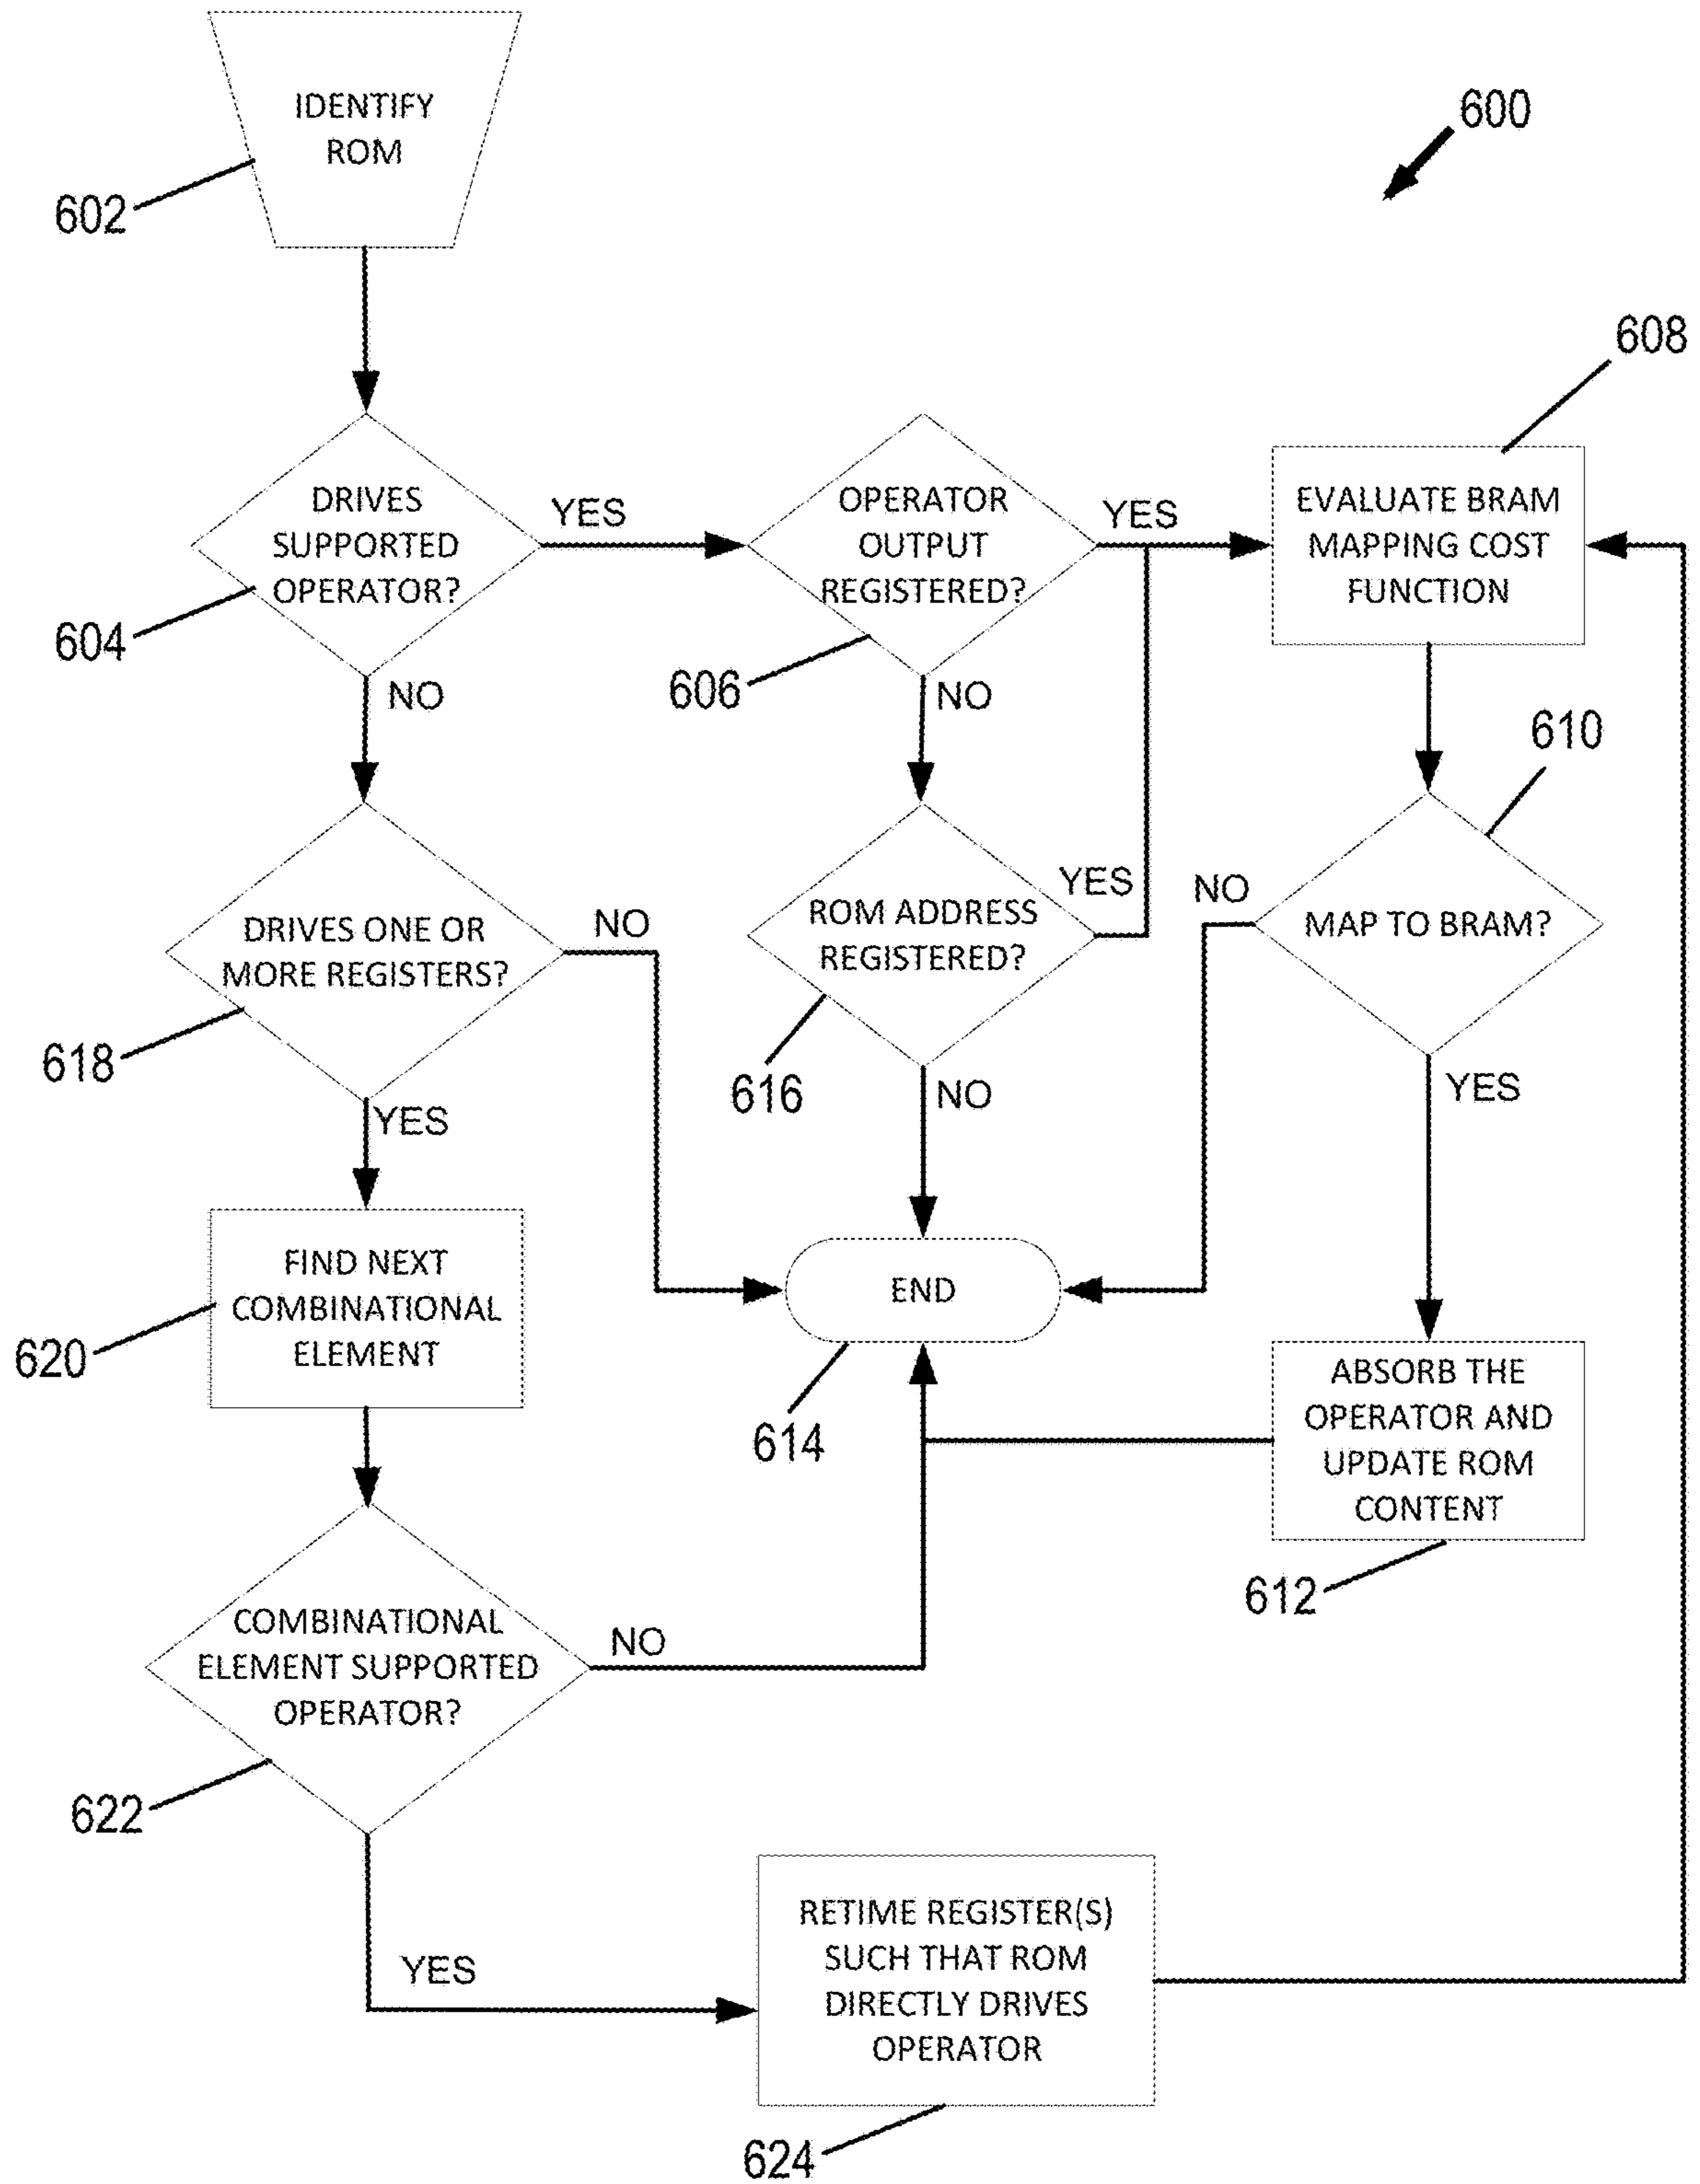 IDENTIFY
ROM
602
600
608
DRIVES
SUPPORTED
OPERATOR?
604
YES
OPERATOR
OUTPUT
REGISTERED?
606
YES
EVALUATE BRAM
MAPPING COST
FUNCTION
NO
NO
610
DRIVES ONE OR
MORE REGISTERS?
618
NO
ROM ADDRESS
REGISTERED?
616
YES
NO
MAP TO BRAM?
YES
NO
YES
FIND NEXT
COMBINATIONAL
ELEMENT
620
END
614
ABSORB THE
OPERATOR AND
UPDATE ROM
CONTENT
612
COMBINATIONAL
ELEMENT SUPPORTED
OPERATOR?
622
NO
YES
RETIME REGISTER(S)
SUCH THAT ROM
DIRECTLY DRIVES
OPERATOR
624